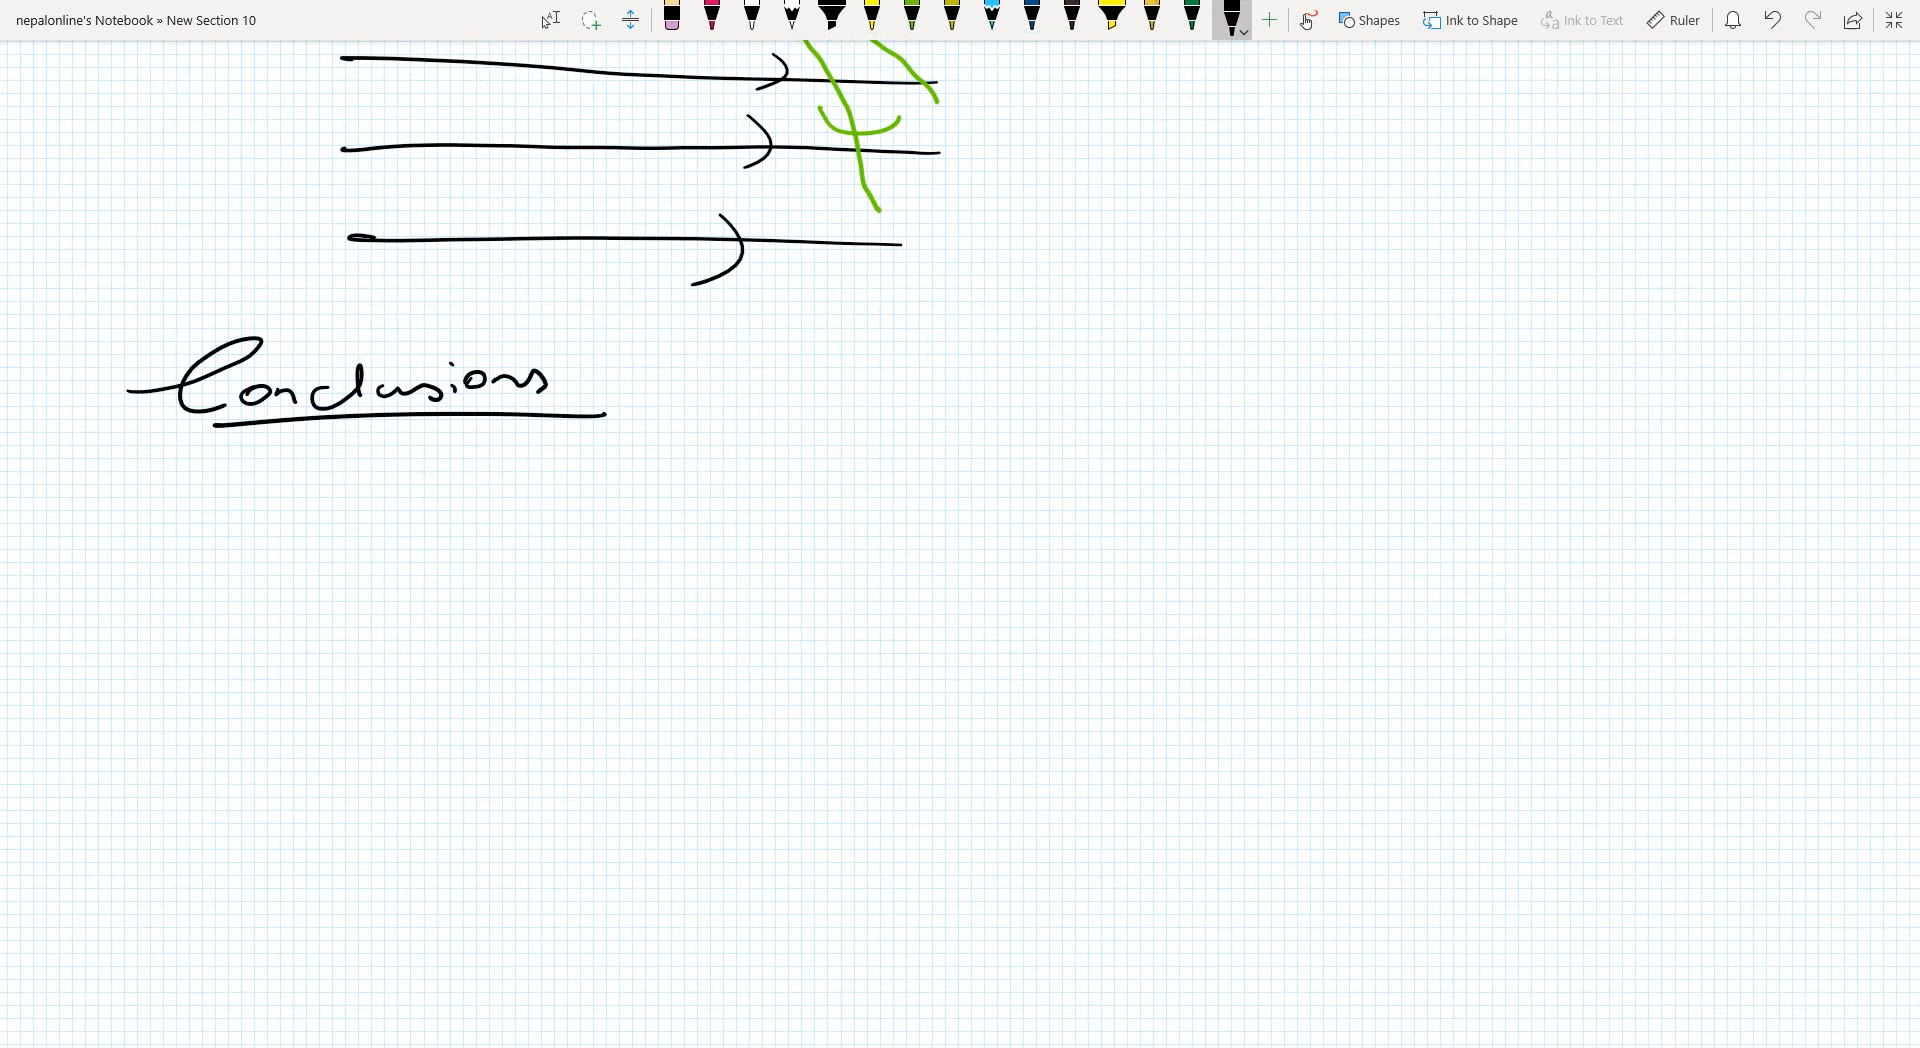 nepalonline's Notebook » New Section 10
Shapes
Ink to Shape
Ink to Text
Ruler
Conclusions